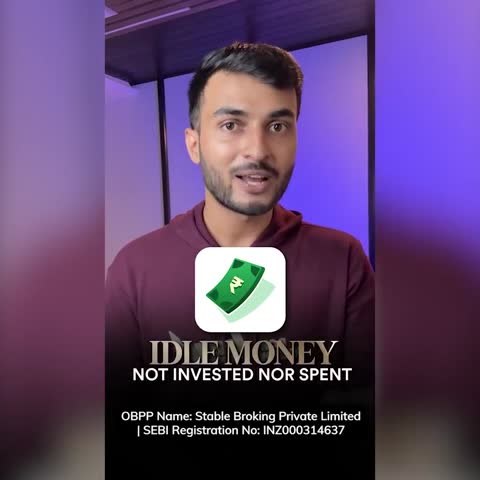 ₹
IDLE MONEY
NOT INVESTED NOR SPENT
OBPP Name: Stable Broking Private Limited
| SEBI Registration No: INZ000314637